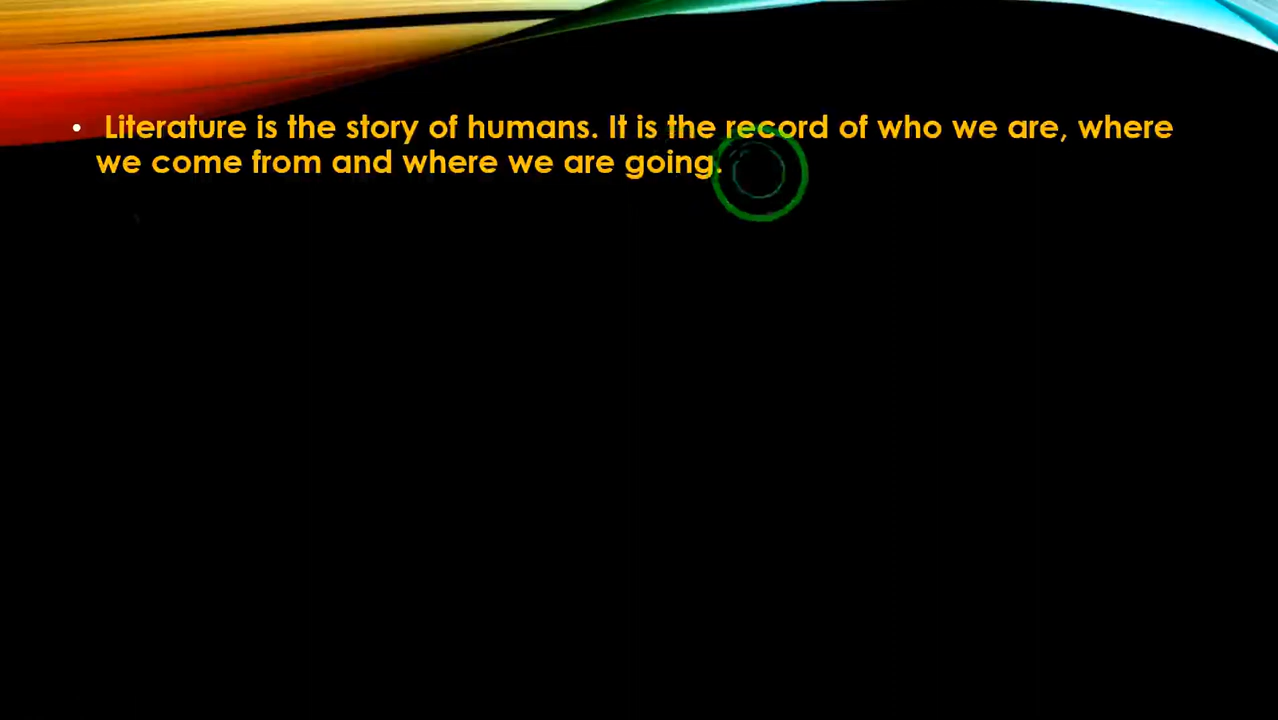 • Literature is the story of humans. It is the record of who we are, where
we come from and where we are going.